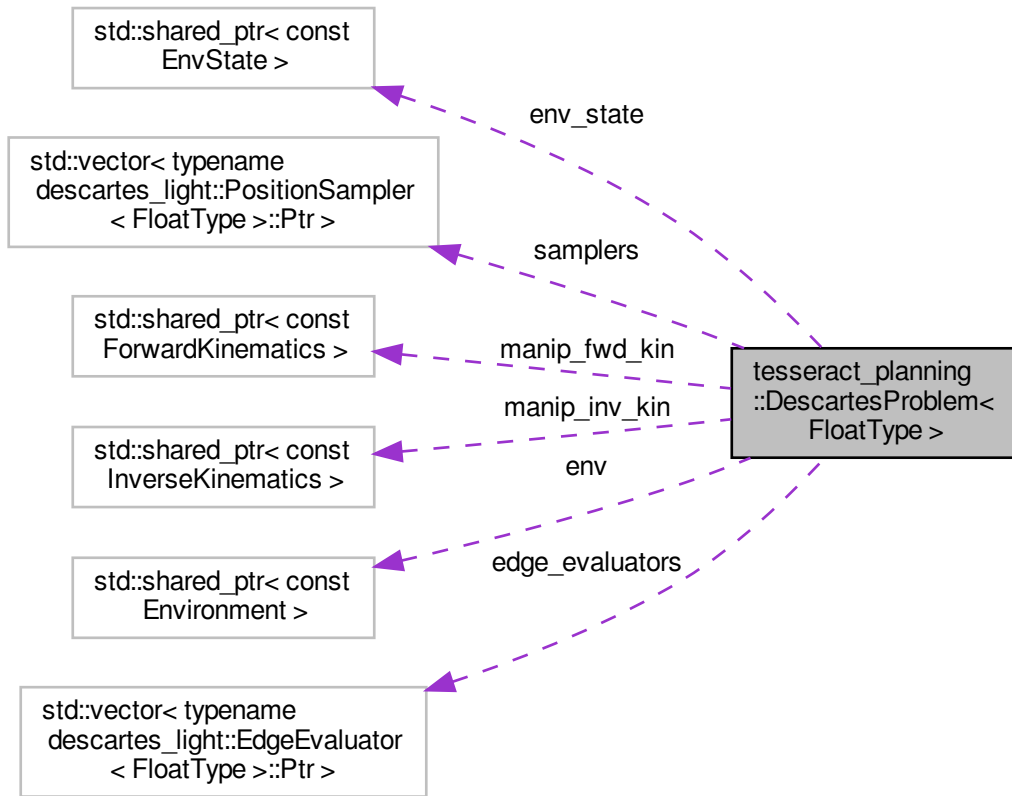 std::shared_ptr< const
EnvState >
env_state
std::vector< typename
descartes_light::PositionSampler
< FloatType >::Ptr >
samplers
std::shared_ptr< const
ForwardKinematics >
manip_fwd_kin
tesseract_planning
::DescartesProblem<
FloatType >
manip_inv_kin
std::shared_ptr< const
InverseKinematics >
env
std::shared_ptr< const
Environment >
edge_evaluators
std::vector< typename
descartes_light::EdgeEvaluator
< FloatType >::Ptr >